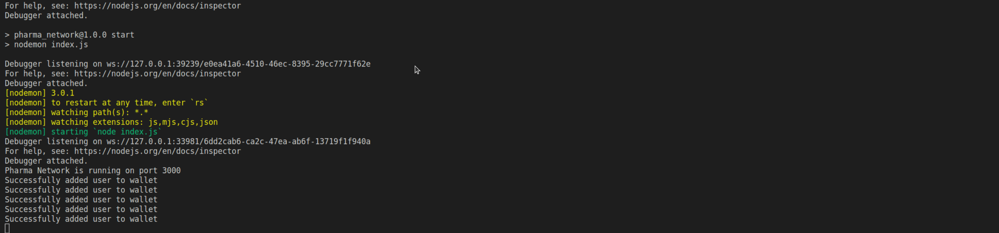 For help, see: https://nodejs.org/en/docs/inspector
Debugger attached.
> pharma_network@1.0.0 start
> nodemon index.js
Debugger listening on ws://127.0.0.1:39239/e0ea41a6-4510-46ec-8395-29cc7771f62e
For help, see: https://nodejs.org/en/docs/inspector
Debugger attached.
[nodemon] 3.0.1
[nodemon] to restart at any time, enter `rs`
[nodemon] watching path(s): *.*
[nodemon] watching extensions: js,mjs,cjs,json
[nodemon] starting `node index.js`
Debugger listening on ws://127.0.0.1:33981/6dd2cab6-ca2c-47ea-ab6f-13719f1f940a
For help, see: https://nodejs.org/en/docs/inspector
Debugger attached.
Pharma Network is running on port 3000
Successfully added user to wallet
Successfully added user to wallet
Successfully added user to wallet
Successfully added user to wallet
Successfully added user to wallet